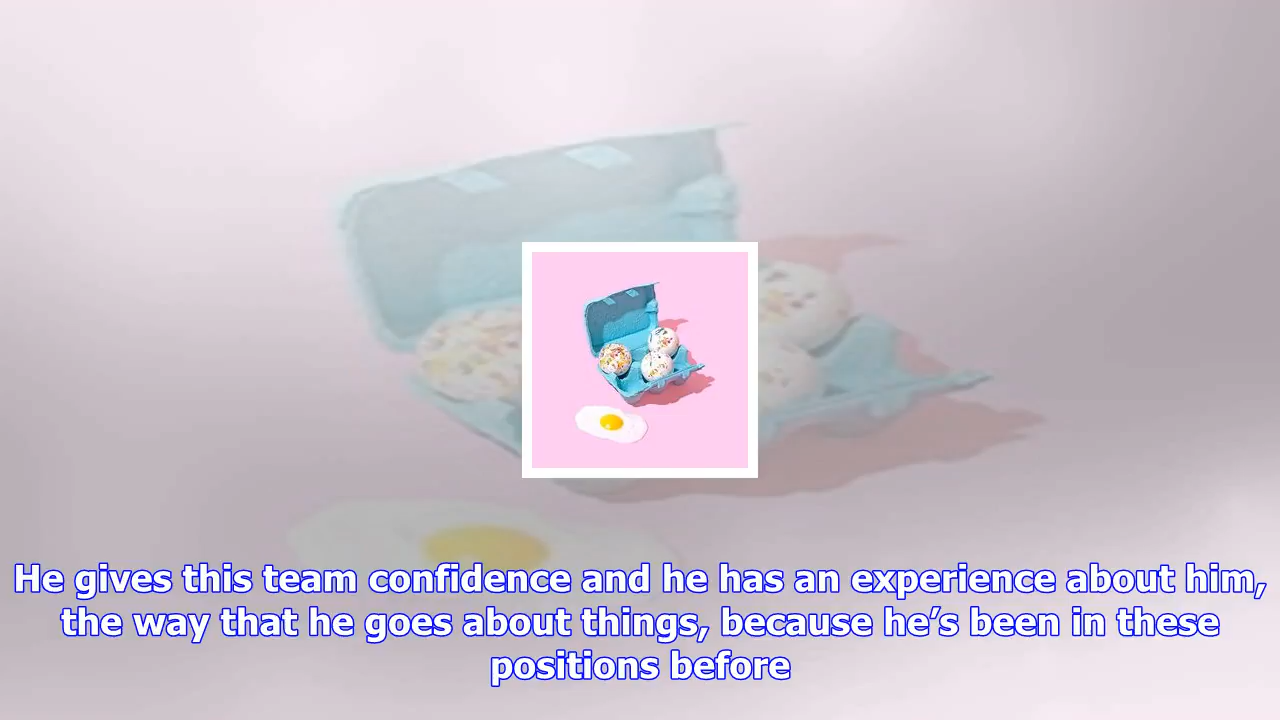 He gives this team confidence and he has an experience about him,
the way that he goes about things, because he’s been in these
positions before